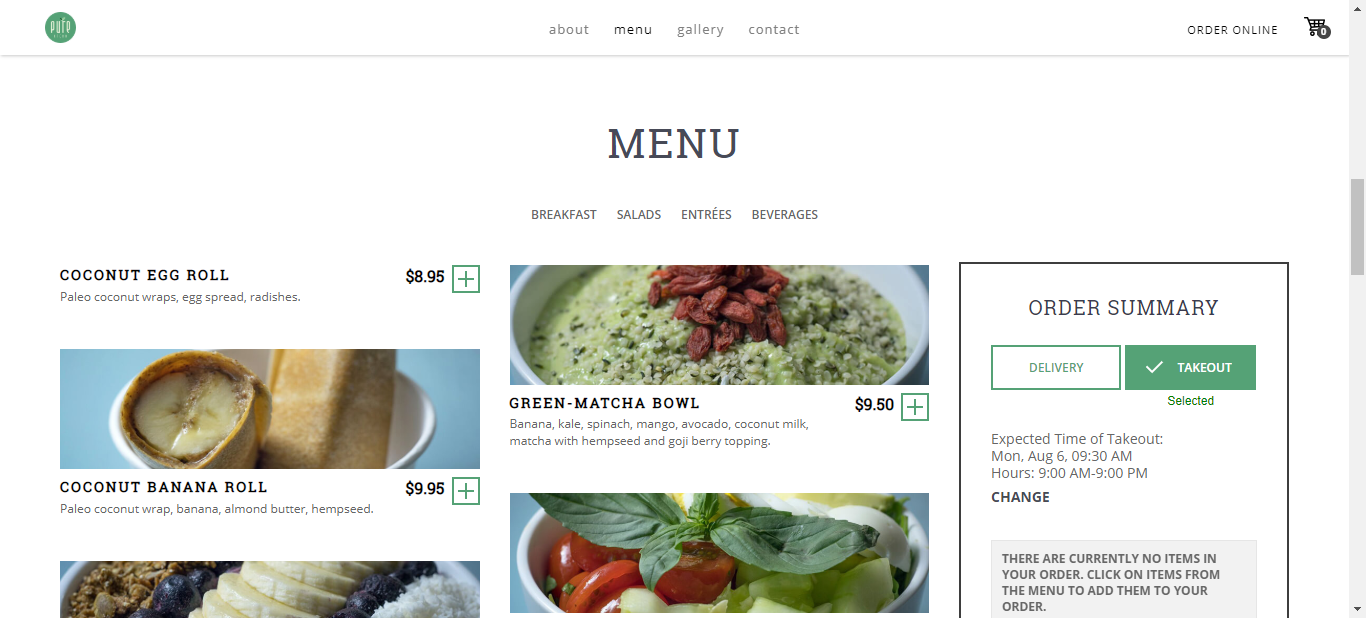 pure
about
menu
gallery
contact
ORDER ONLINE
0
MENU
BREAKFAST
SALADS
ENTRÉES
BEVERAGES
COCONUT EGG ROLL
$8.95
Paleo coconut wraps, egg spread, radishes.
COCONUT BANANA ROLL
$9.95
Paleo coconut wrap, banana, almond butter, hempseed.
GREEN-MATCHA BOWL
$9.50
Banana, kale, spinach, mango, avocado, coconut milk,
matcha with hempseed and goji berry topping.
ORDER SUMMARY
DELIVERY
TAKEOUT
Selected
Expected Time of Takeout:
Mon, Aug 6, 09:30 AM
Hours: 9:00 AM-9:00 PM
CHANGE
THERE ARE CURRENTLY NO ITEMS IN
YOUR ORDER. CLICK ON ITEMS FROM
THE MENU TO ADD THEM TO YOUR
ORDER.